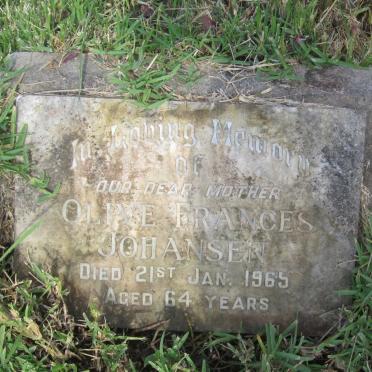 In Loving Memory
of
OUR DEAR MOTHER
OLIVE FRANCES
JOHANSEN
DIED 21ST JAN. 1965
AGED 64 YEARS